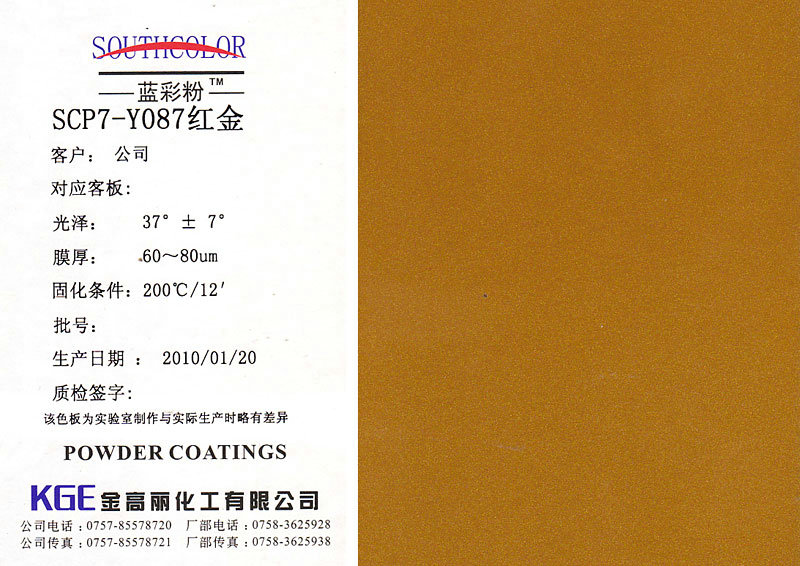 SOUTHCOLOR
蓝彩粉™
SCP7-Y087红金
客户： 公司
对应客板:
光泽: 37° ± 7°
膜厚: 60～80um
固化条件: 200℃/12′
批号:
生产日期 : 2010/01/20
质检签字:
该色板为实验室制作与实际生产时略有差异
POWDER COATINGS
KGE金高丽化工有限公司
公司电话 : 0757-85578720 厂部电话 : 0758-3625928
公司传真 : 0757-85578721 厂部传真 : 0758-3625938